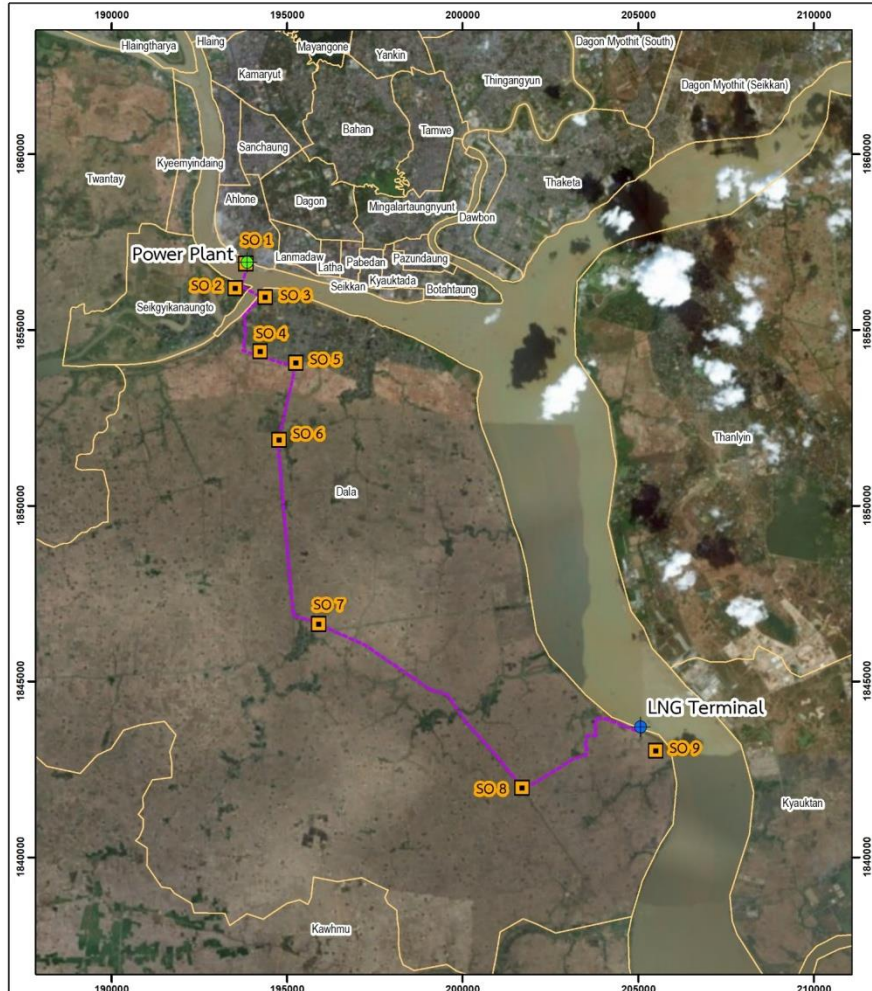 190000 195000 200000 205000 210000
Hlaingtharya
Hlaing
Mayangone
Yankin
Dagon Myothit (South)
Kamaryut
Thingangyun
Dagon Myothit (Seikkan)
1860000
Bahan
Tamwe
1860000
Sanchaung
Kyeemyindaing
Twantay
Thaketa
Ahlone
Dagon
Mingalartaungnyunt
Dawbon
SO 1
Power Plant
Lanmadaw
Latha
Pabedan
Pazundaung
Kyauktada
SO 2
Seikkan
Botahtaung
SO 3
Seikgyikanaungto
1855000
1855000
SO 4
SO 5
SO 6
Thanlyin
Dala
1850000
1850000
SO 7
1845000
1845000
LNG Terminal
SO 9
SO 8
Kyauktan
1840000
1840000
Kawhmu
190000 195000 200000 205000 210000